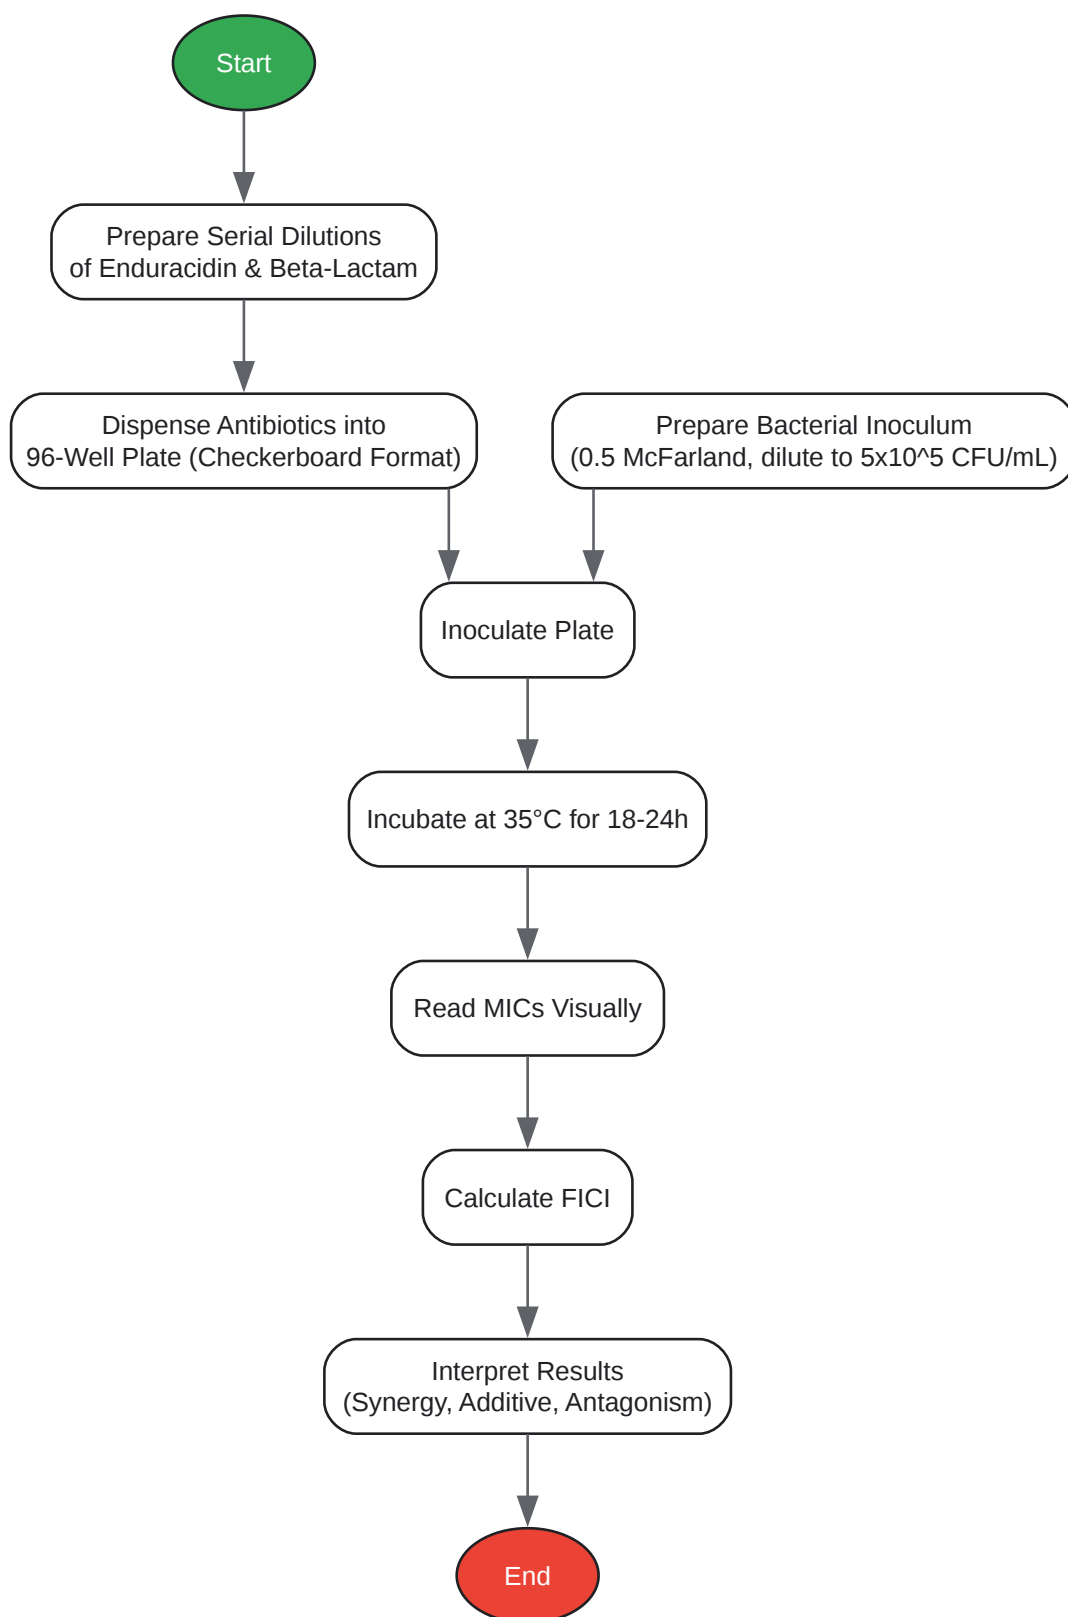 Start
Prepare Serial Dilutions
of Enduracidin & Beta-Lactam
Dispense Antibiotics into
96-Well Plate (Checkerboard Format)
Prepare Bacterial Inoculum
(0.5 McFarland, dilute to 5x10^5 CFU/mL)
Inoculate Plate
Incubate at 35°C for 18-24h
Read MICs Visually
Calculate FICI
Interpret Results
(Synergy, Additive, Antagonism)
End